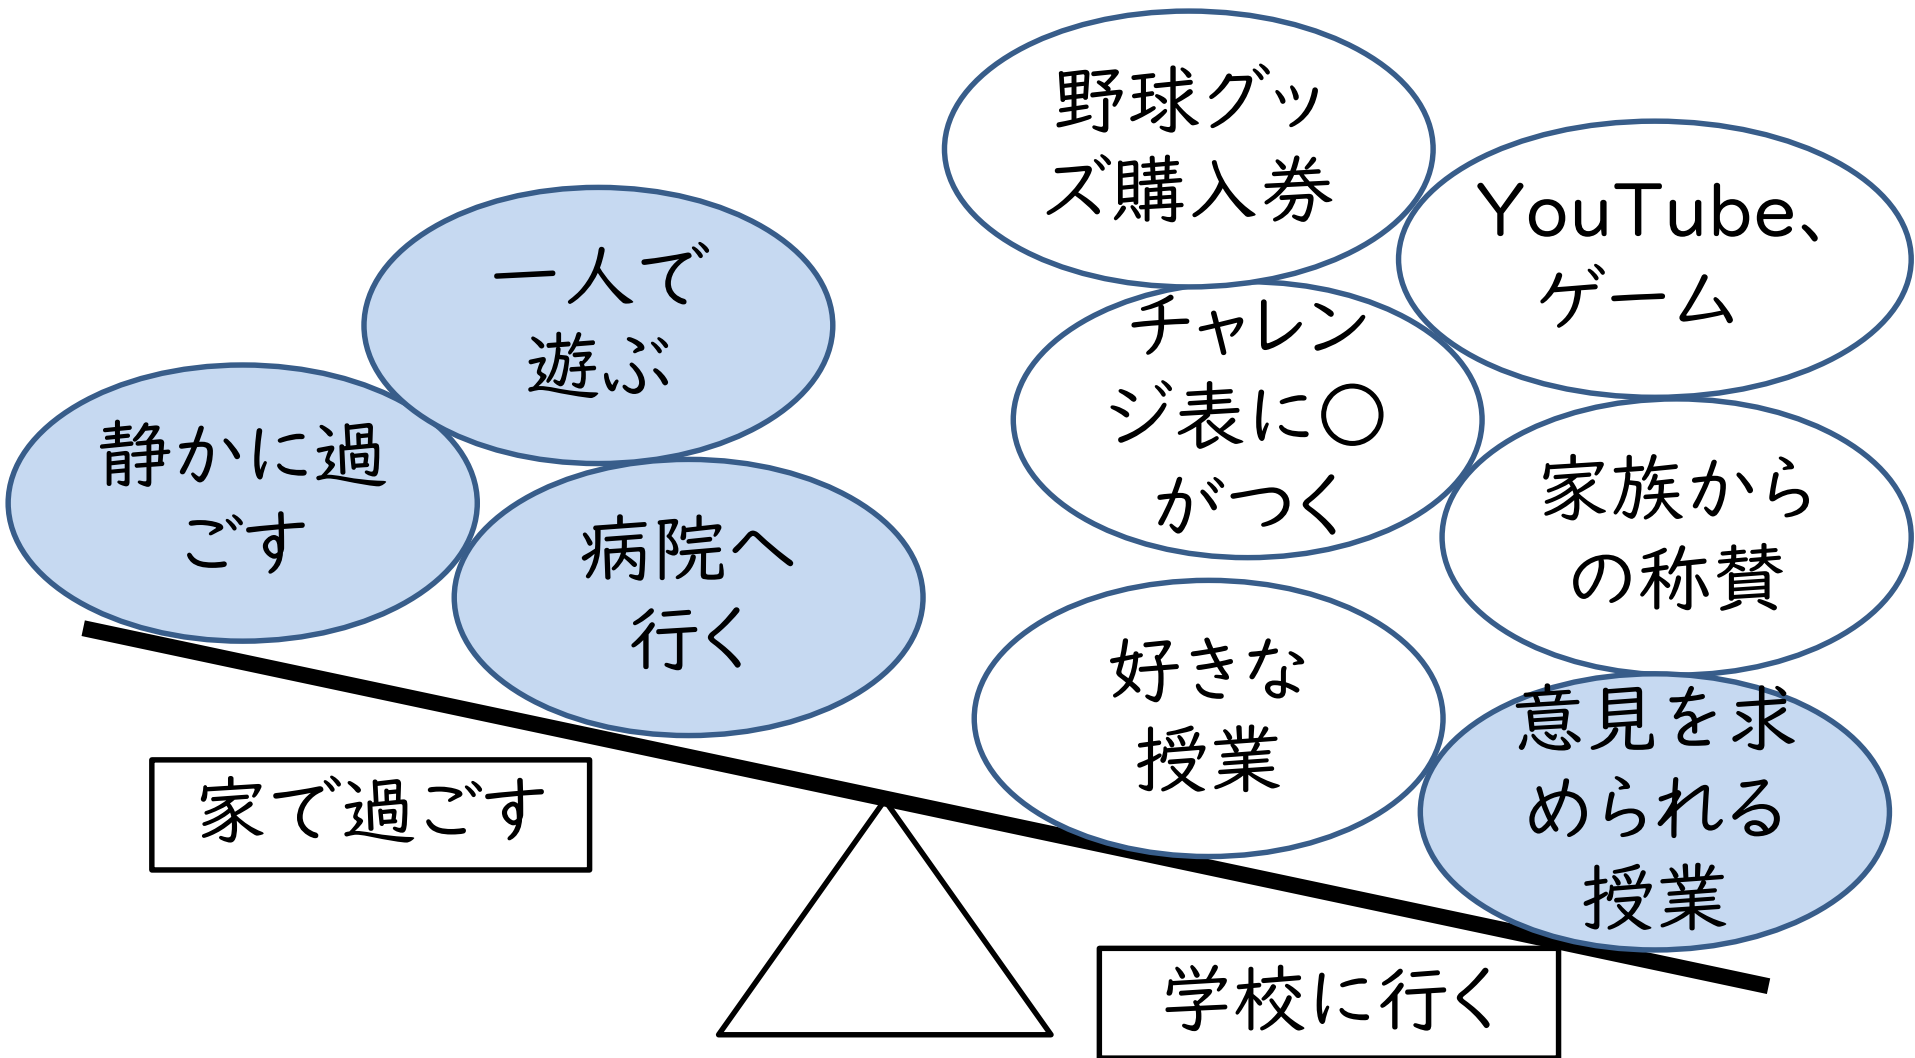 静かに過
ごす
一人で
遊ぶ
病院へ
行く
家で過ごす
野球グッ
ズ購入券
YouTube、
ゲーム
チャレン
ジ表に○
がつく
家族から
の称賛
好きな
授業
意見を求
められる
授業
学校に行く